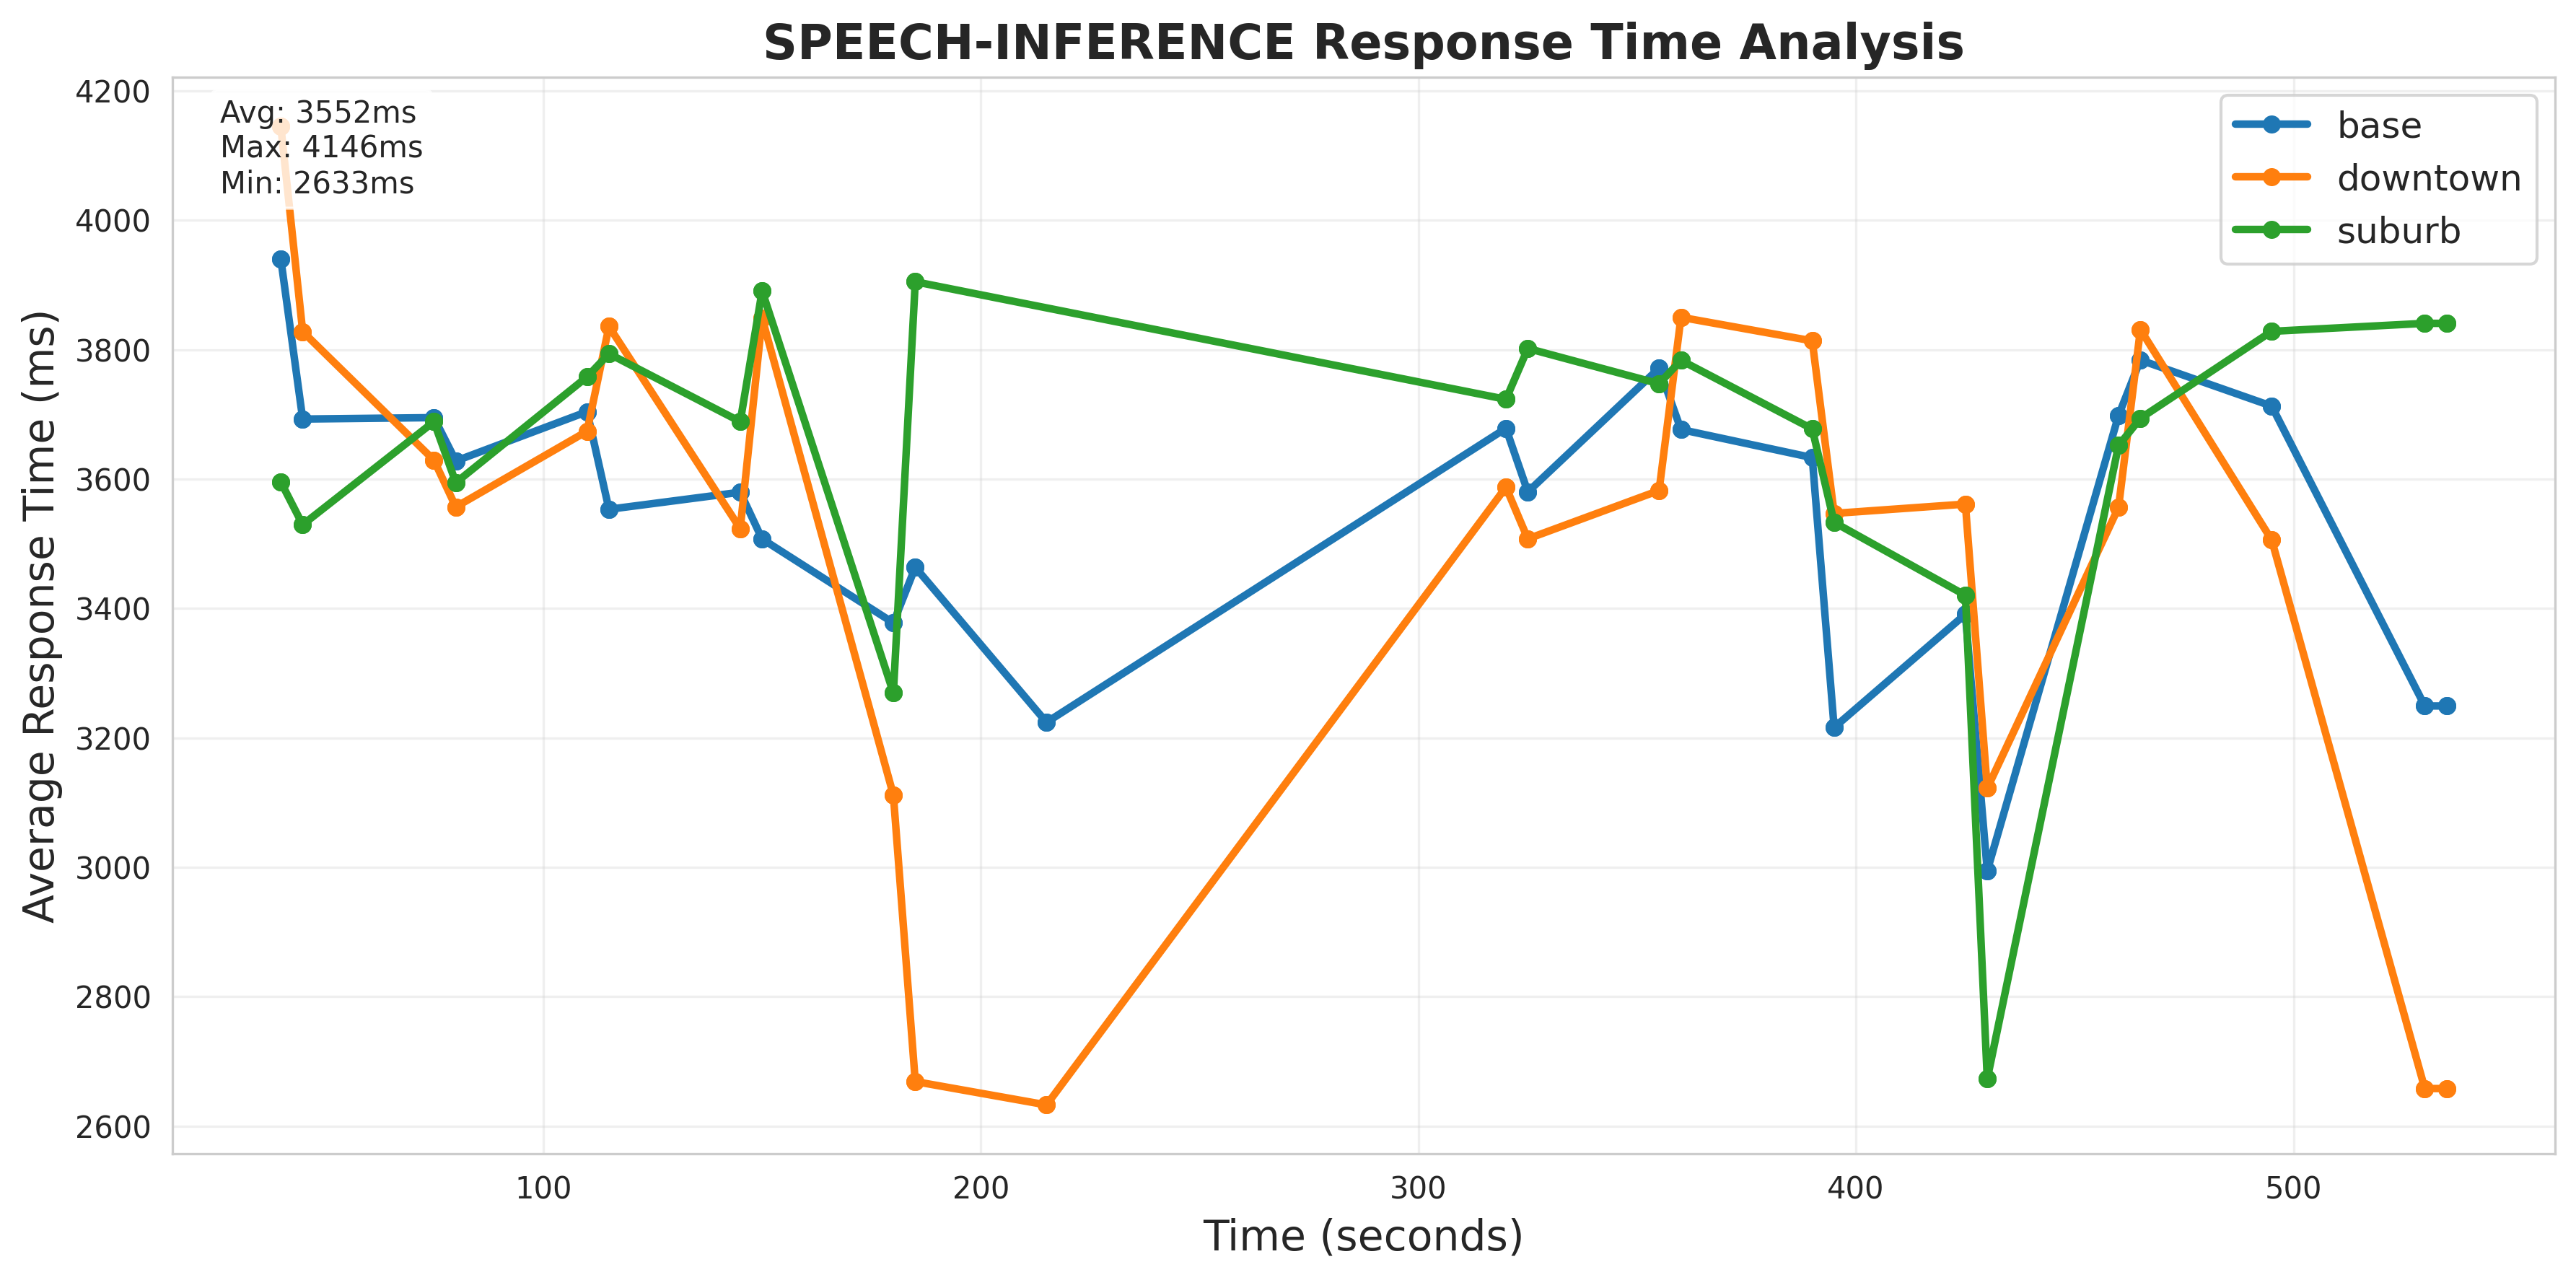 SPEECH-INFERENCE Response Time Analysis
Avg: 3552ms
Max: 4146ms
Min: 2633ms
base
downtown
suburb
Average Response Time (ms)
4200
4000
3800
3600
3400
3200
3000
2800
2600
100
200
300
400
500
Time (seconds)